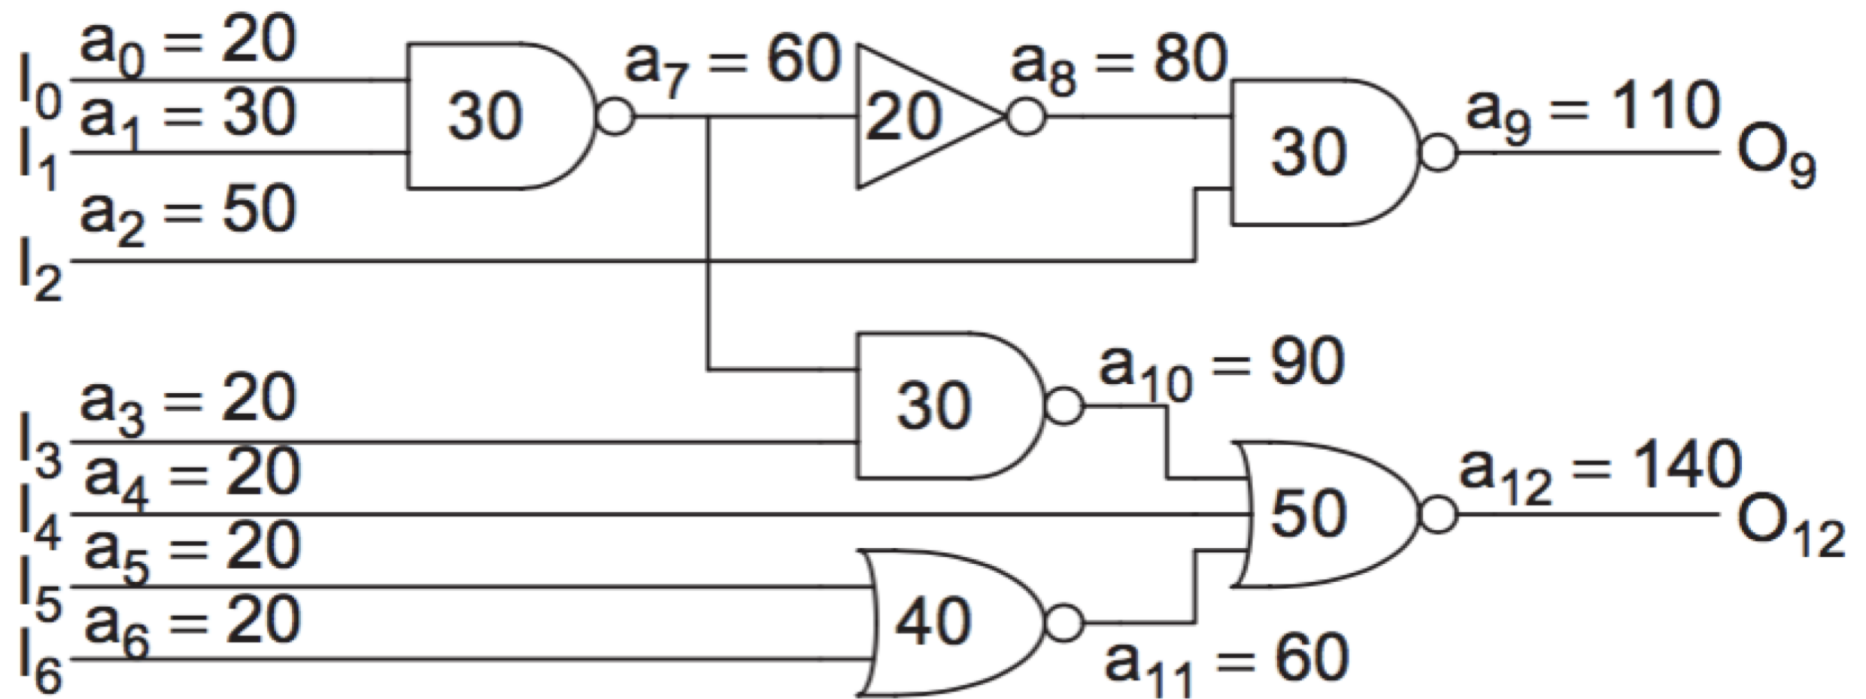 a0 = 20
I0
30
a7 = 60
20
a8 = 80
a1 = 30
I1
30
a9 = 110
O9
a2 = 50
I2
a3 = 20
I3
30
a10 = 90
a4 = 20
I4
50
a12 = 140
O12
a5 = 20
I5
40
a11 = 60
a6 = 20
I6